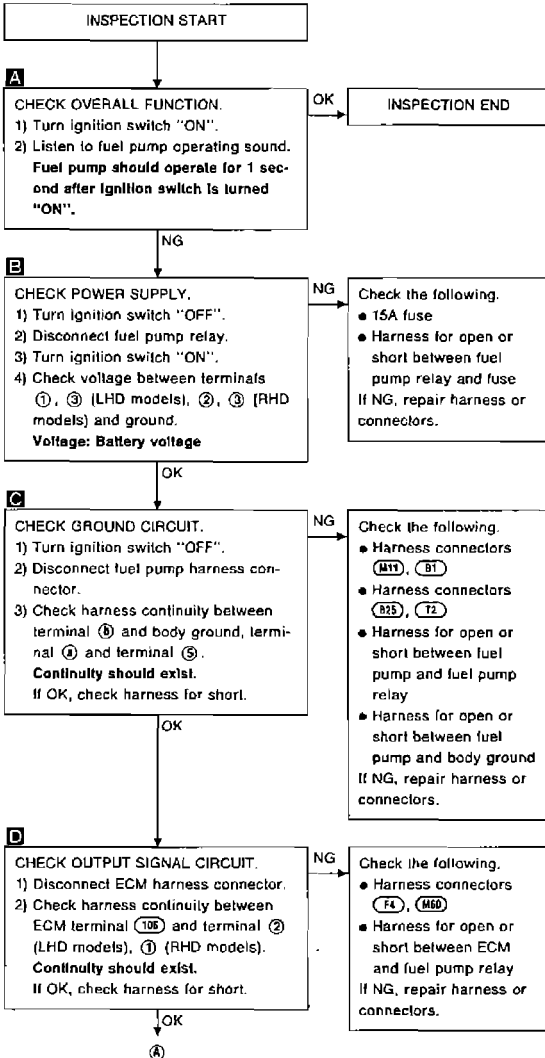 INSPECTION START
A
CHECK OVERALL FUNCTION.
1) Turn ignition switch "ON".
2) Listen to fuel pump operating sound.
Fuel pump should operate for 1 sec-
ond after ignition switch is turned
"ON".
OK
INSPECTION END
NG
B
CHECK POWER SUPPLY.
1) Turn ignition switch "OFF".
2) Disconnect fuel pump relay.
3) Turn ignition switch "ON".
4) Check voltage between terminals
①, ③ (LHD models), ②, ③ [RHD
models) and ground.
Voltage: Battery voltage
NG
Check the following.
● 15A fuse
● Harness for open or
short between fuel
pump relay and fuse
If NG, repair harness or
connectors.
OK
C
CHECK GROUND CIRCUIT.
1) Turn ignition switch "OFF".
2) Disconnect fuel pump harness con-
nector.
3) Check harness continuity between
terminal ⓑ and body ground, termi-
nal ⓐ and terminal ⑤.
Continuity should exist.
If OK, check harness for short.
NG
Check the following.
● Harness connectors
(M11), (B1)
● Harness connectors
(B25), (T2)
● Harness for open or
short between fuel
pump and fuel pump
relay
● Harness for open or
short between fuel
pump and body ground
If NG, repair harness or
connectors.
OK
D
CHECK OUTPUT SIGNAL CIRCUIT.
1) Disconnect ECM harness connector.
2) Check harness continuity between
ECM terminal (106) and terminal ②
(LHD models), ① (RHD models).
Continuity should exist.
If OK, check harness for short.
NG
Check the following.
● Harness connectors
(F4), (M60)
● Harness for open or
short between ECM
and fuel pump relay
If NG, repair harness or
connectors.
OK
Ⓐ